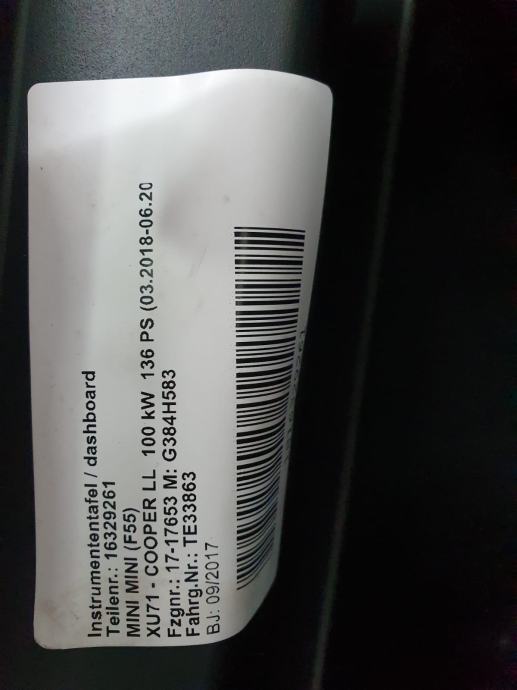 Instrumententafel / dashboard
Teilenr.: 16329261
MINI MINI (F55)
XU71 - COOPER LL 100 kW 136 PS (03.2018-06.20
Fzgnr.: 17-17653 M: G384H583
Fahrg.Nr.: TE33863
BJ: 09/2017